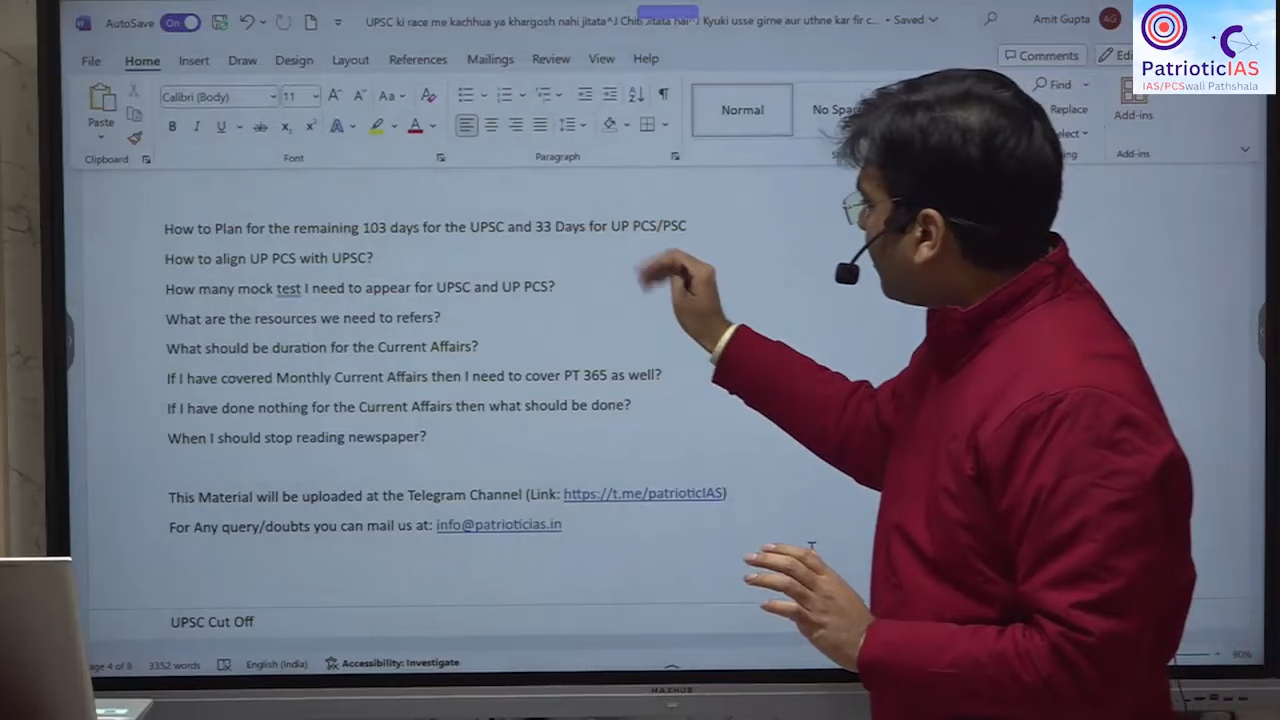 AutoSave On UPSC ki race me kachhua ya khargosh nahi jitata^J Chiti Jitata hai^J Kyuki usse girne aur uthne kar fir c... • Saved Amit Gupta AG
File Home Insert Draw Design Layout References Mailings Review View Help Comments
PatrioticIAS
IAS/PCSwali Pathshala
Paste Calibri (Body) 11 Normal Find
Replace
Add-ins
Clipboard Font Paragraph Add-ins
How to Plan for the remaining 103 days for the UPSC and 33 Days for UP PCS/PSC
How to align UP PCS with UPSC?
How many mock test I need to appear for UPSC and UP PCS?
What are the resources we need to refers?
What should be duration for the Current Affairs?
If I have covered Monthly Current Affairs then I need to cover PT 365 as well?
If I have done nothing for the Current Affairs then what should be done?
When I should stop reading newspaper?
This Material will be uploaded at the Telegram Channel (Link: https://t.me/patrioticIAS)
For Any query/doubts you can mail us at: info@patrioticias.in
UPSC Cut Off
age 4 of 8 3352 words English (India) Accessibility: Investigate 90%
MAXHUB